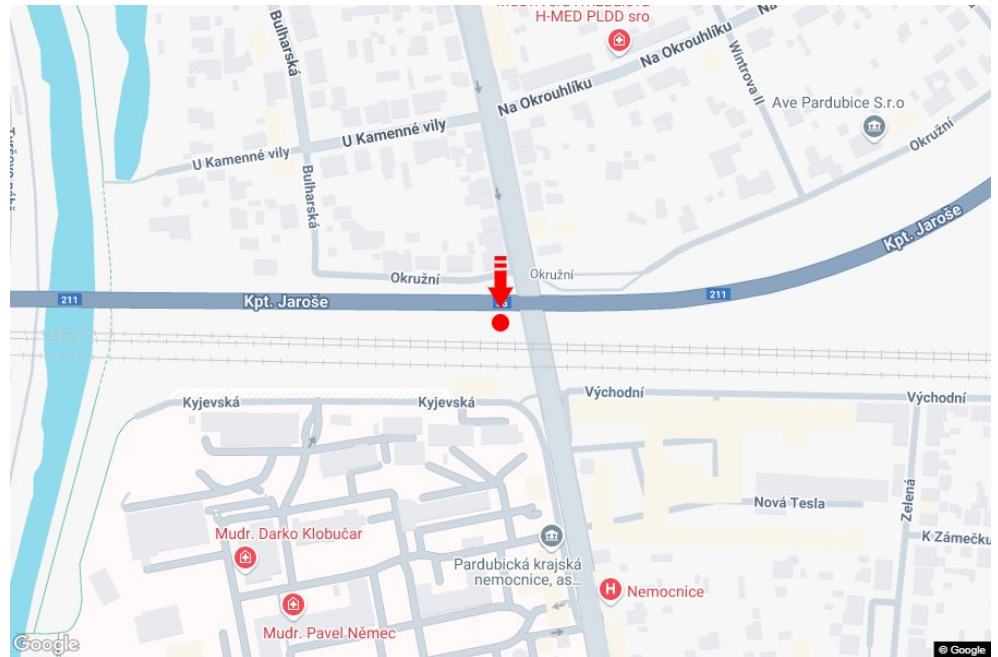 H-MED PLDD sro
Bulharská
Wintrova II
Na Okrouhlíku
Na Okrouhlíku
Ave Pardubice S.r.o
U Kamenné vily
U Kamenné vily
Okružní
Bulharská
Kpt. Jaroše
Okružní
Okružní
211
Kpt. Jaroše
211
Kyjevská
Kyjevská
Východní
Východní
Nová Tesla
Zelená
K Zámečku
Mudr. Darko Klobučar
Pardubická krajská
nemocnice, as...
Nemocnice
Mudr. Pavel Němec
Google
© Google